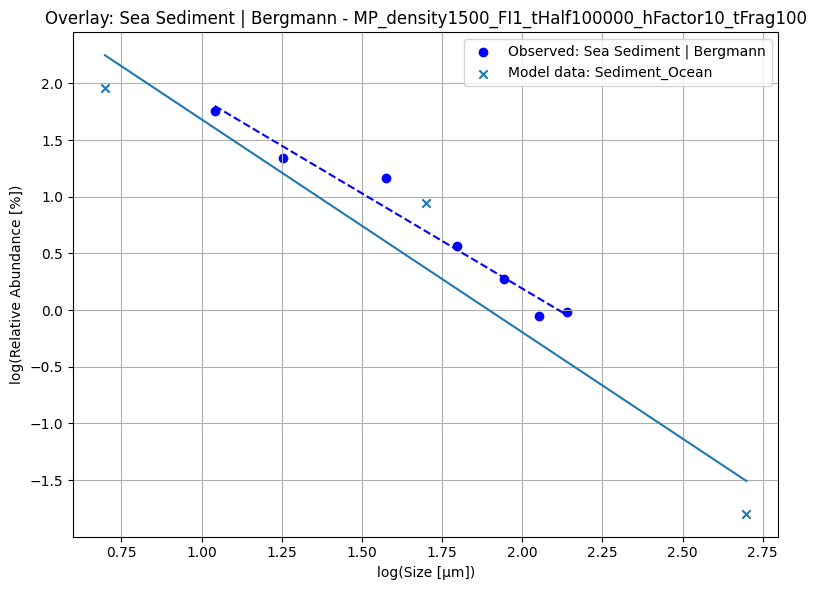 Overlay: Sea Sediment | Bergmann - MP_density1500_FI1_tHalf100000_hFactor10_tFrag100
Observed: Sea Sediment | Bergmann
Model data: Sediment_Ocean
log(Relative Abundance [%])
2.0
1.5
1.0
0.5
0.0
−0.5
−1.0
−1.5
0.75 1.00 1.25 1.50 1.75 2.00 2.25 2.50 2.75
log(Size [µm])